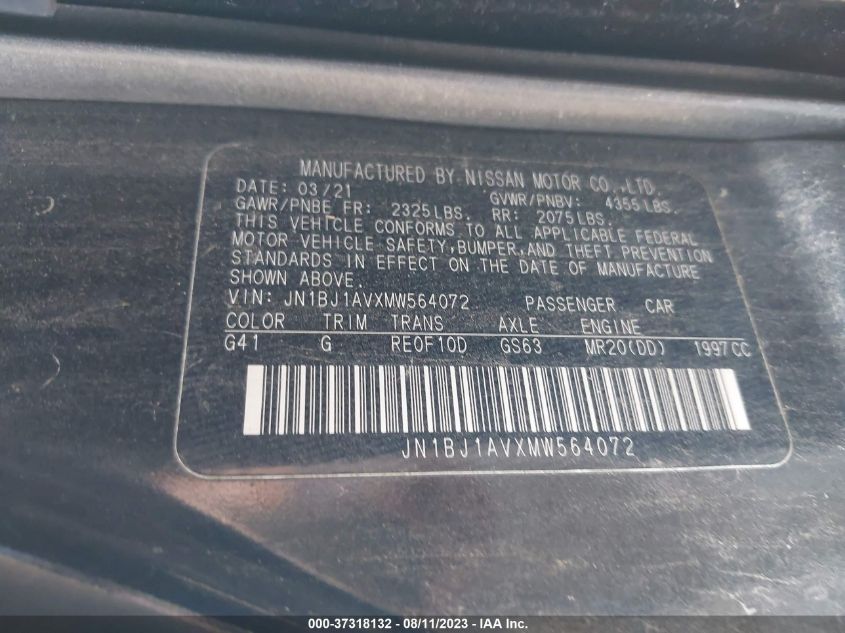 MANUFACTURED BY NISSAN MOTOR CO.,LTD.
DATE: 03/21 GVWR/PNBV: 4355LBS.
GAWR/PNBE FR: 2325LBS. RR: 2075LBS.
THIS VEHICLE CONFORMS TO ALL APPLICABLE FEDERAL
MOTOR VEHICLE SAFETY,BUMPER,AND THEFT PREVENTION
STANDARDS IN EFFECT ON THE DATE OF MANUFACTURE
SHOWN ABOVE.
VIN: JN1BJ1AVXMW564072 PASSENGER CAR
COLOR TRIM TRANS AXLE ENGINE
G41 G RE0F10D GS63 MR20(DD) 1997CC
JN1BJ1AVXMW564072
000-37318132 - 08/11/2023 - IAA Inc.